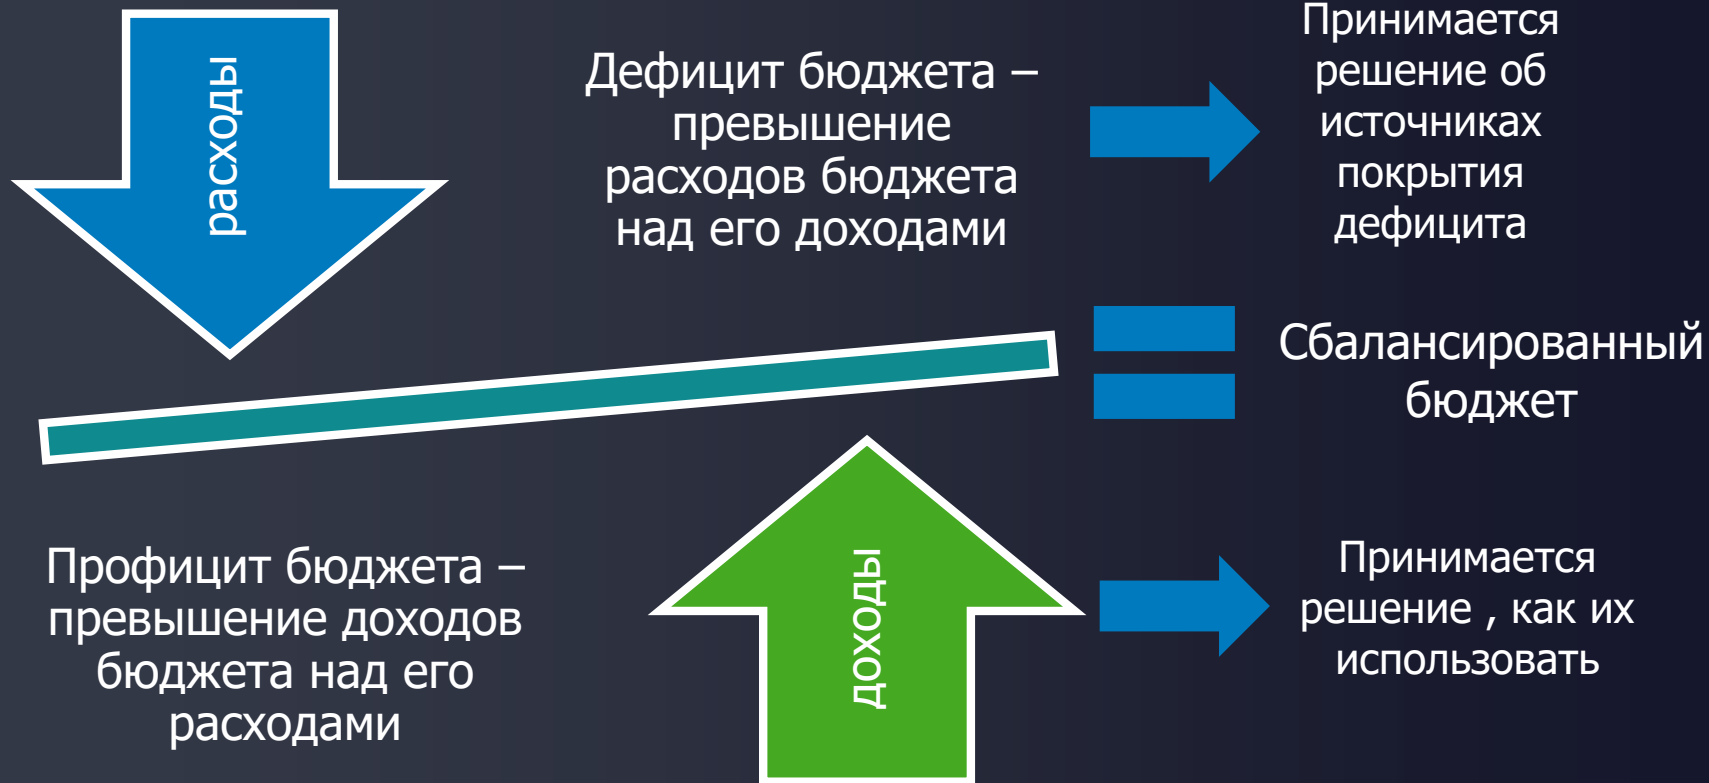 расходы
Дефицит бюджета –
превышение
расходов бюджета
над его доходами
Принимается
решение об
источниках
покрытия
дефицита
Сбалансированный
бюджет
Профицит бюджета –
превышение доходов
бюджета над его
расходами
доходы
Принимается
решение , как их
использовать